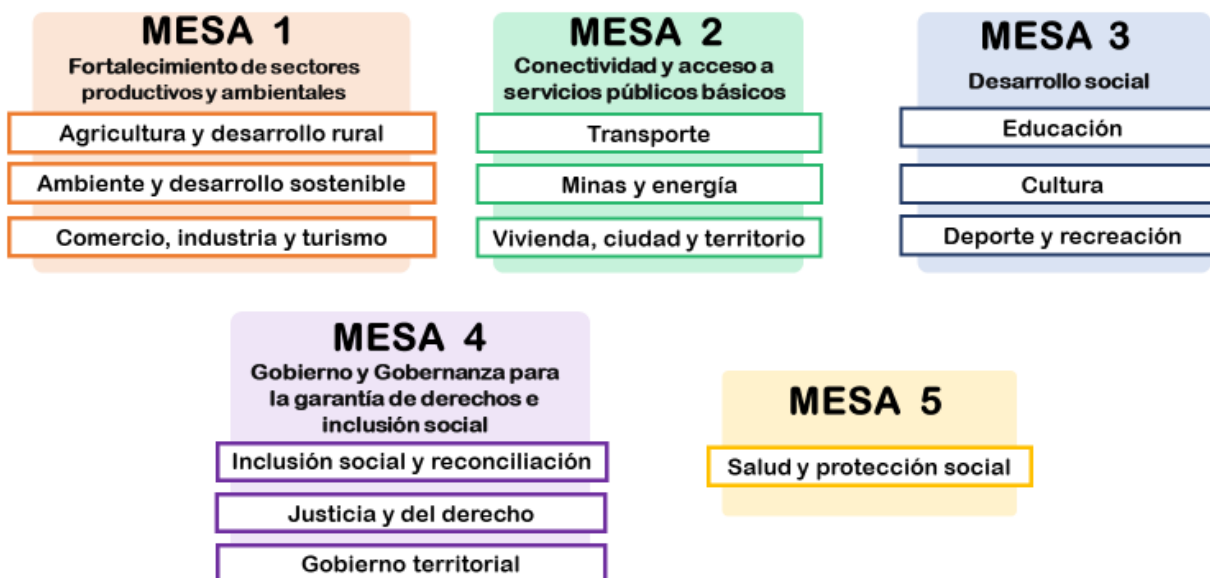 MESA 1
Fortalecimiento de sectores
productivos y ambientales
Agricultura y desarrollo rural
Ambiente y desarrollo sostenible
Comercio, industria y turismo
MESA 2
Conectividad y acceso a
servicios públicos básicos
Transporte
Minas y energía
Vivienda, ciudad y territorio
MESA 3
Desarrollo social
Educación
Cultura
Deporte y recreación
MESA 4
Gobierno y Gobernanza para
la garantía de derechos e
inclusión social
Inclusión social y reconciliación
Justicia y del derecho
Gobierno territorial
MESA 5
Salud y protección social